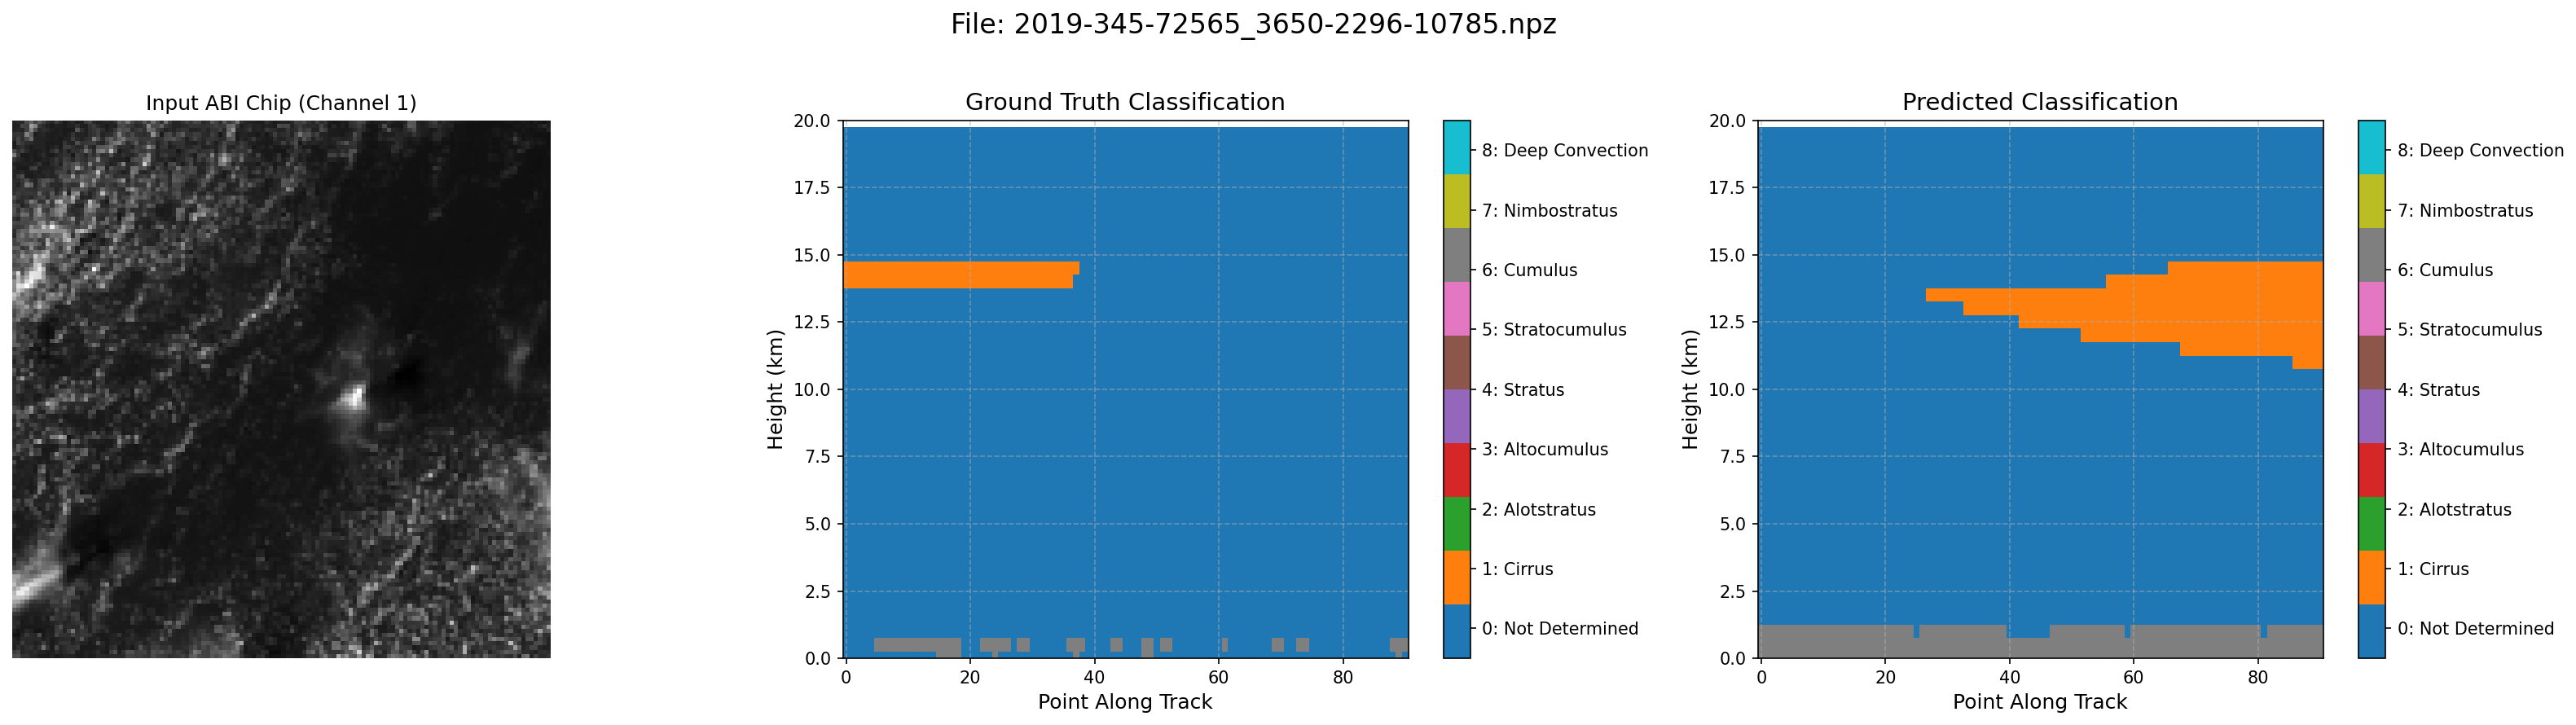 File: 2019-345-72565_3650-2296-10785.npz
Input ABI Chip (Channel 1)
Ground Truth Classification
20.0
17.5
15.0
12.5
10.0
7.5
5.0
2.5
0.0
Height (km)
0 20 40 60 80
Point Along Track
8: Deep Convection
7: Nimbostratus
6: Cumulus
5: Stratocumulus
4: Stratus
3: Altocumulus
2: Alotstratus
1: Cirrus
0: Not Determined
Predicted Classification
20.0
17.5
15.0
12.5
10.0
7.5
5.0
2.5
0.0
Height (km)
0 20 40 60 80
Point Along Track
8: Deep Convection
7: Nimbostratus
6: Cumulus
5: Stratocumulus
4: Stratus
3: Altocumulus
2: Alotstratus
1: Cirrus
0: Not Determined